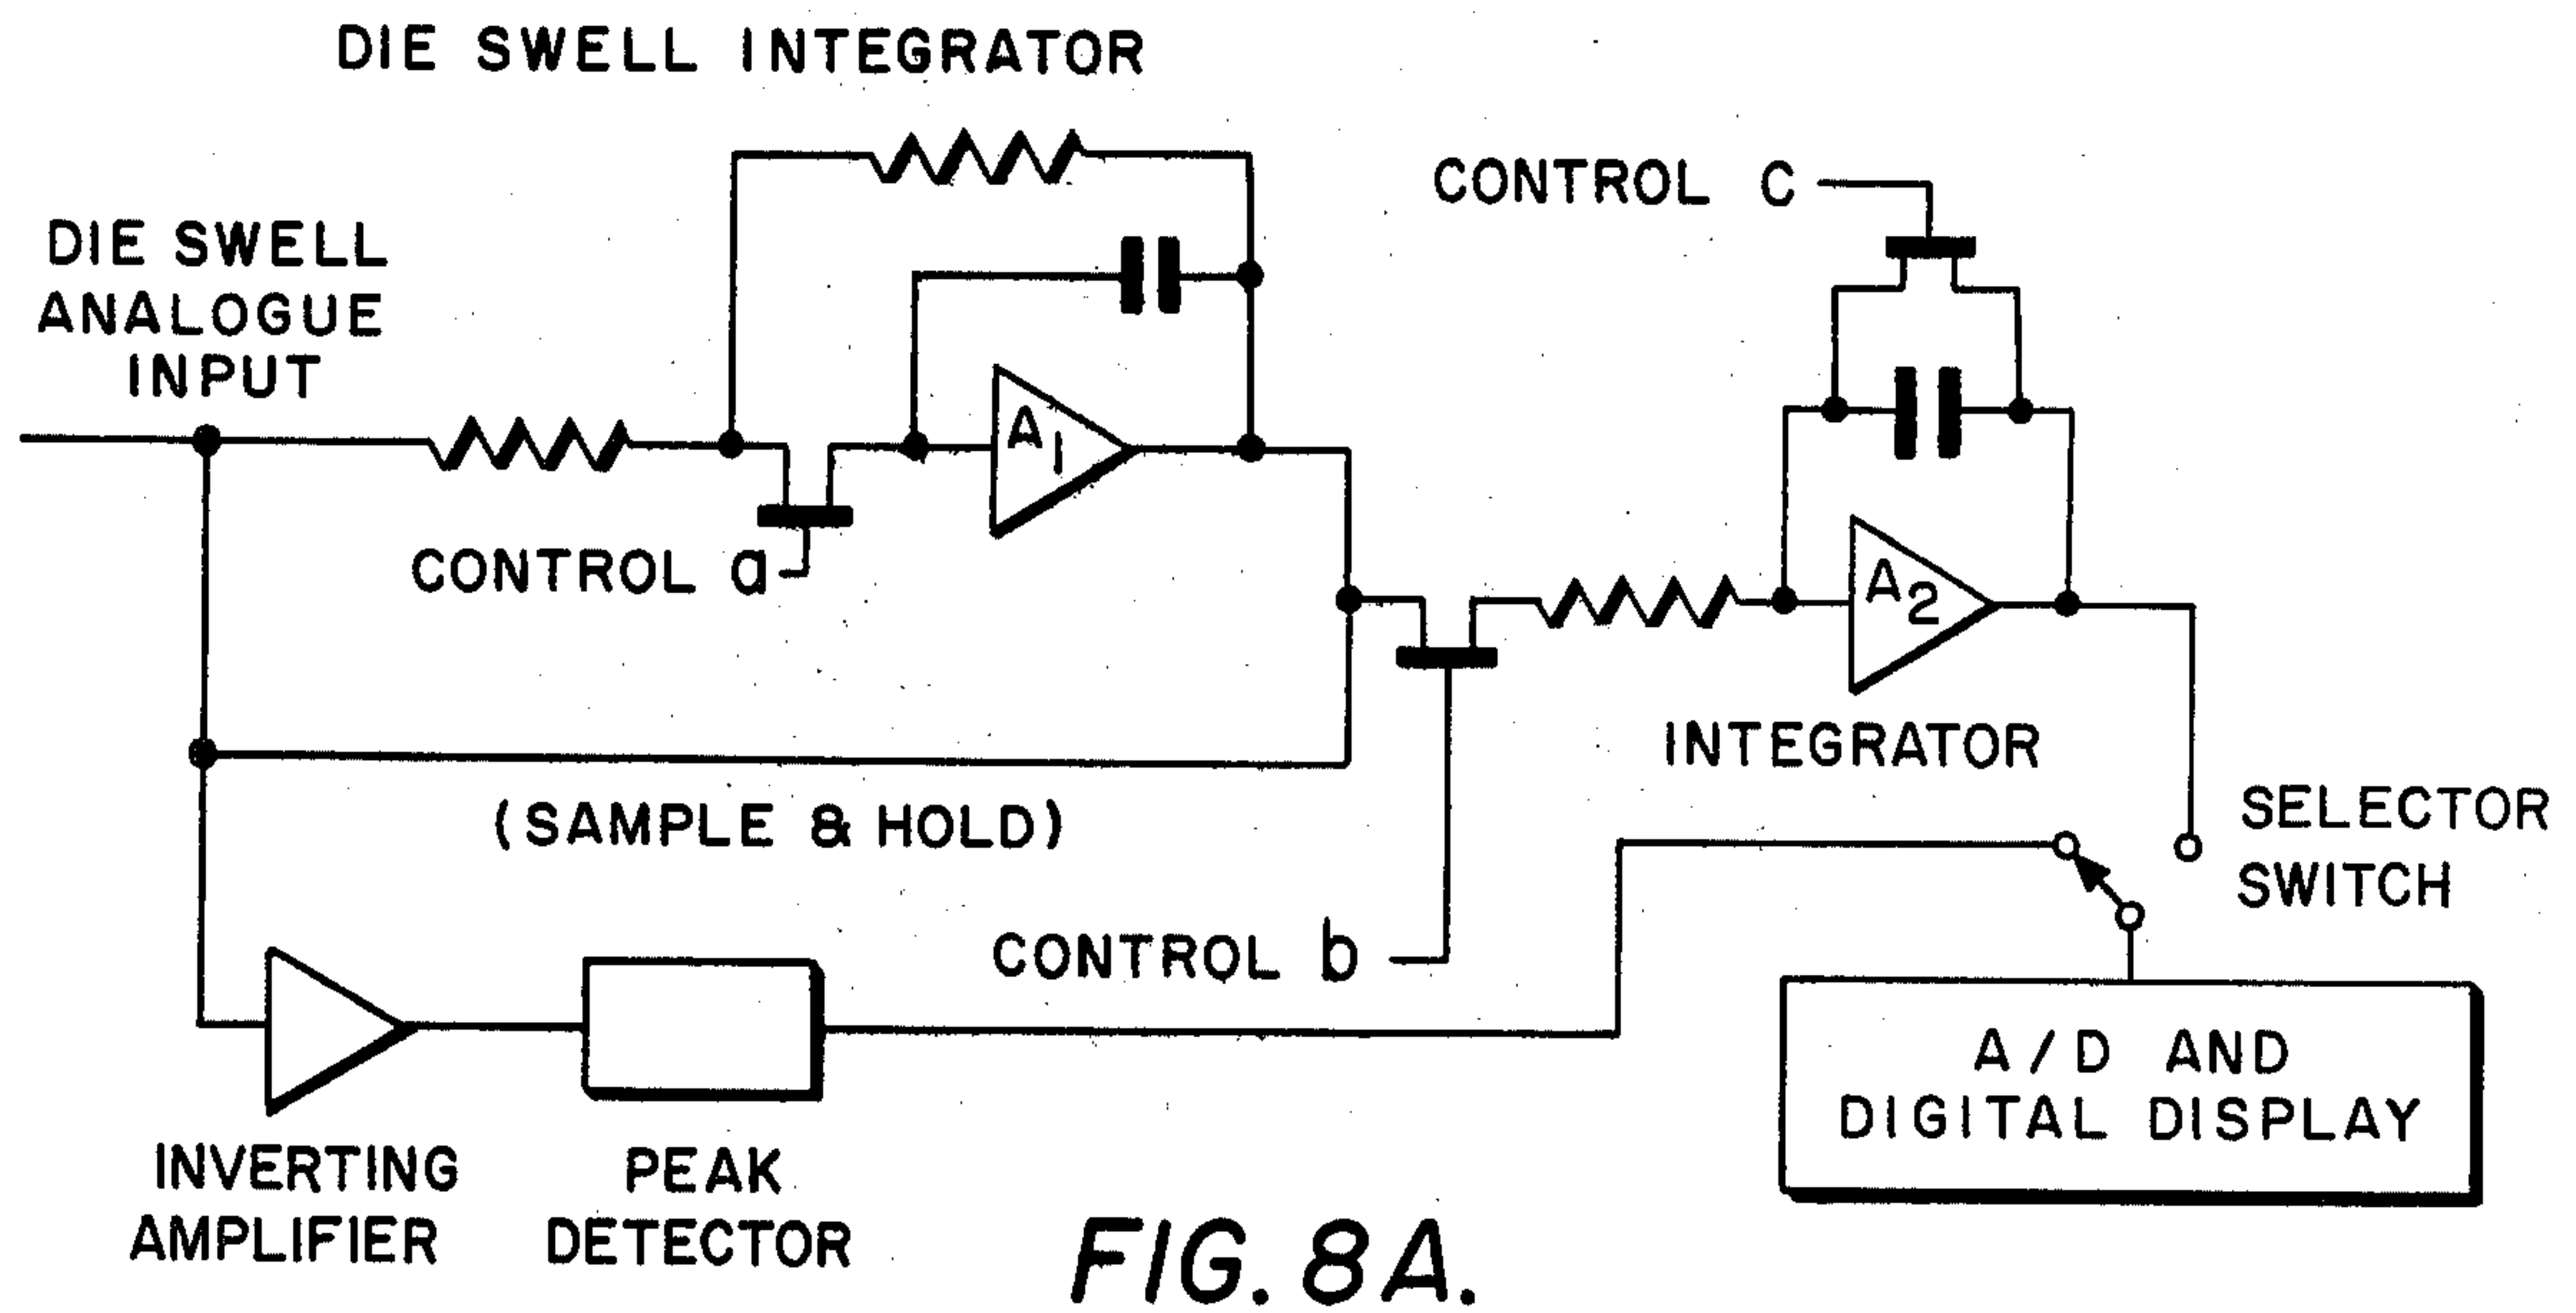 DIE SWELL INTEGRATOR
DIE SWELL
ANALOGUE
INPUT
CONTROL C
A1
CONTROL a
A2
INTEGRATOR
(SAMPLE & HOLD)
SELECTOR
SWITCH
CONTROL b
A/D AND
DIGITAL DISPLAY
INVERTING
AMPLIFIER
PEAK
DETECTOR
FIG. 8A.